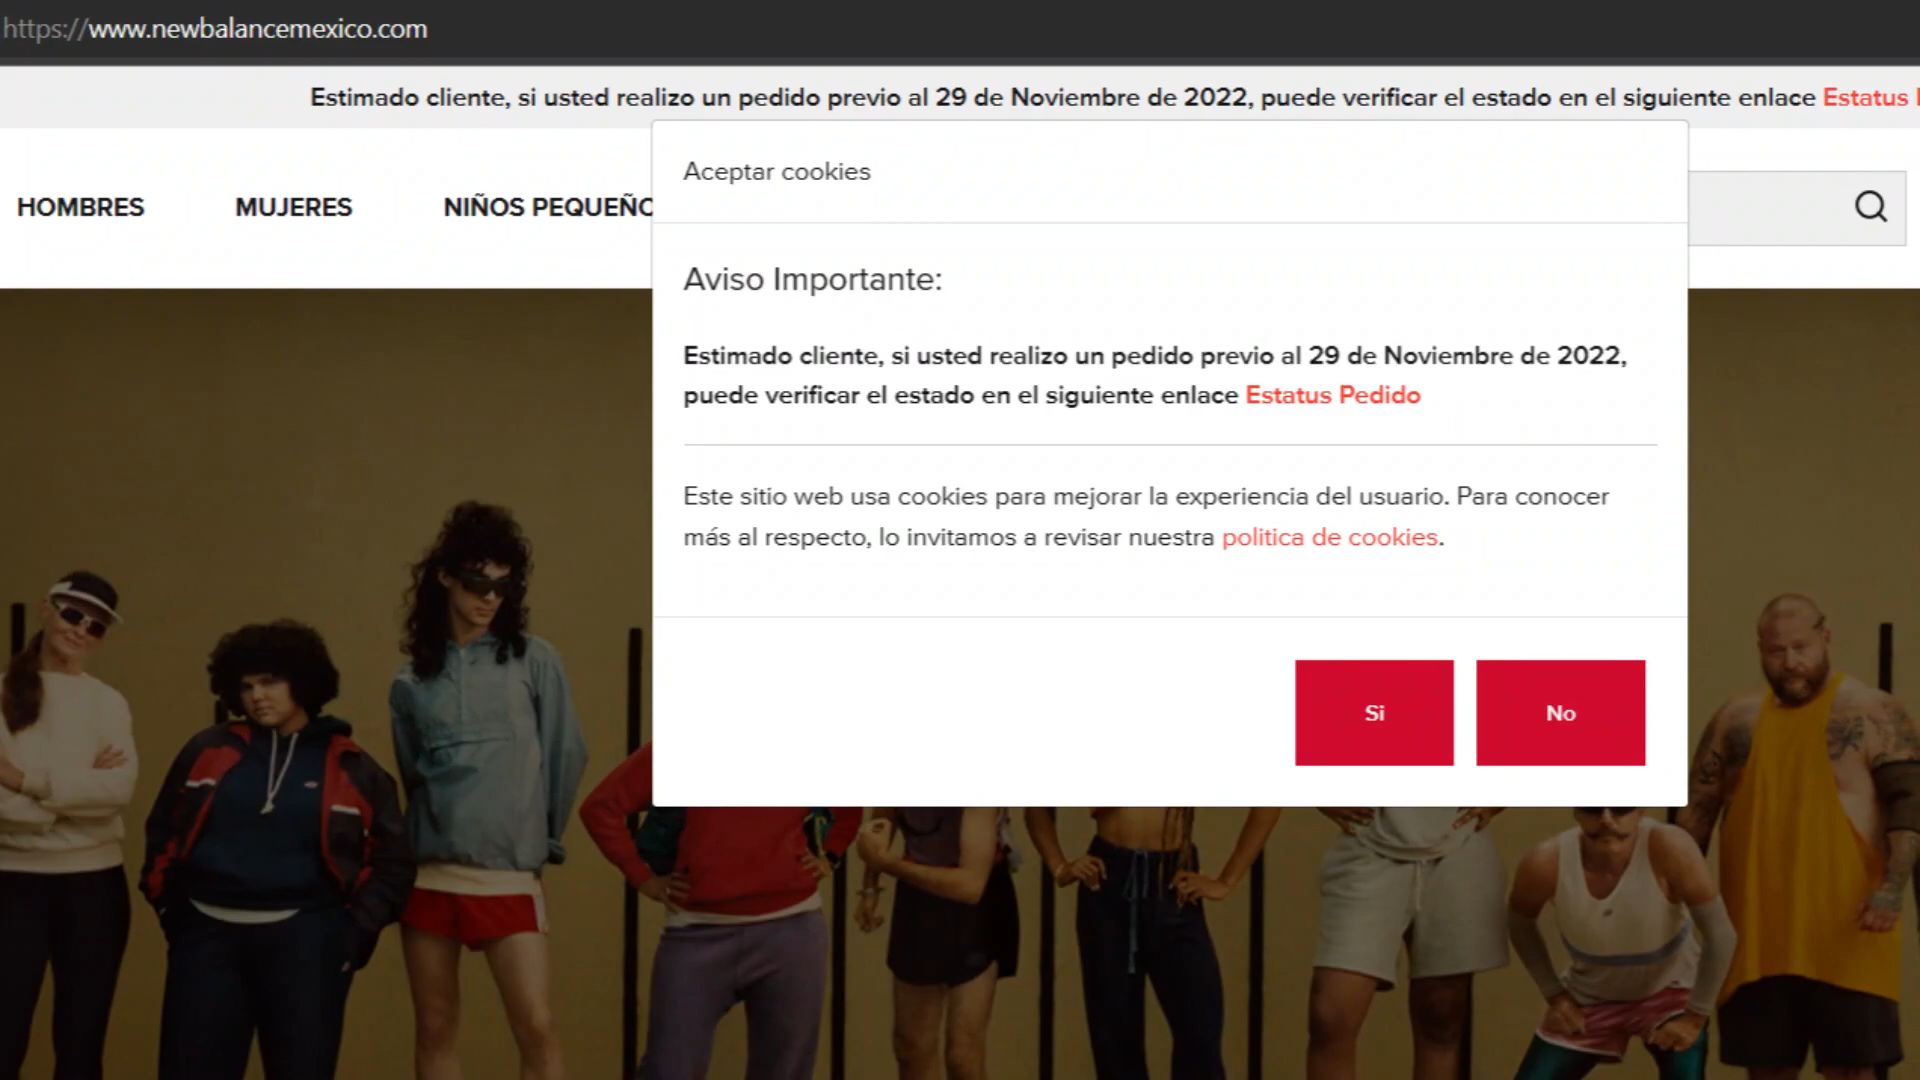 https://www.newbalancemexico.com
Estimado cliente, si usted realizo un pedido previo al 29 de Noviembre de 2022, puede verificar el estado en el siguiente enlace Estatus
HOMBRES
MUJERES
NIÑOS
Aceptar cookies
Aviso Importante:
Estimado cliente, si usted realizo un pedido previo al 29 de Noviembre de 2022,
puede verificar el estado en el siguiente enlace Estatus Pedido
Este sitio web usa cookies para mejorar la experiencia del usuario. Para conocer
más al respecto, lo invitamos a revisar nuestra politica de cookies.
Si
No